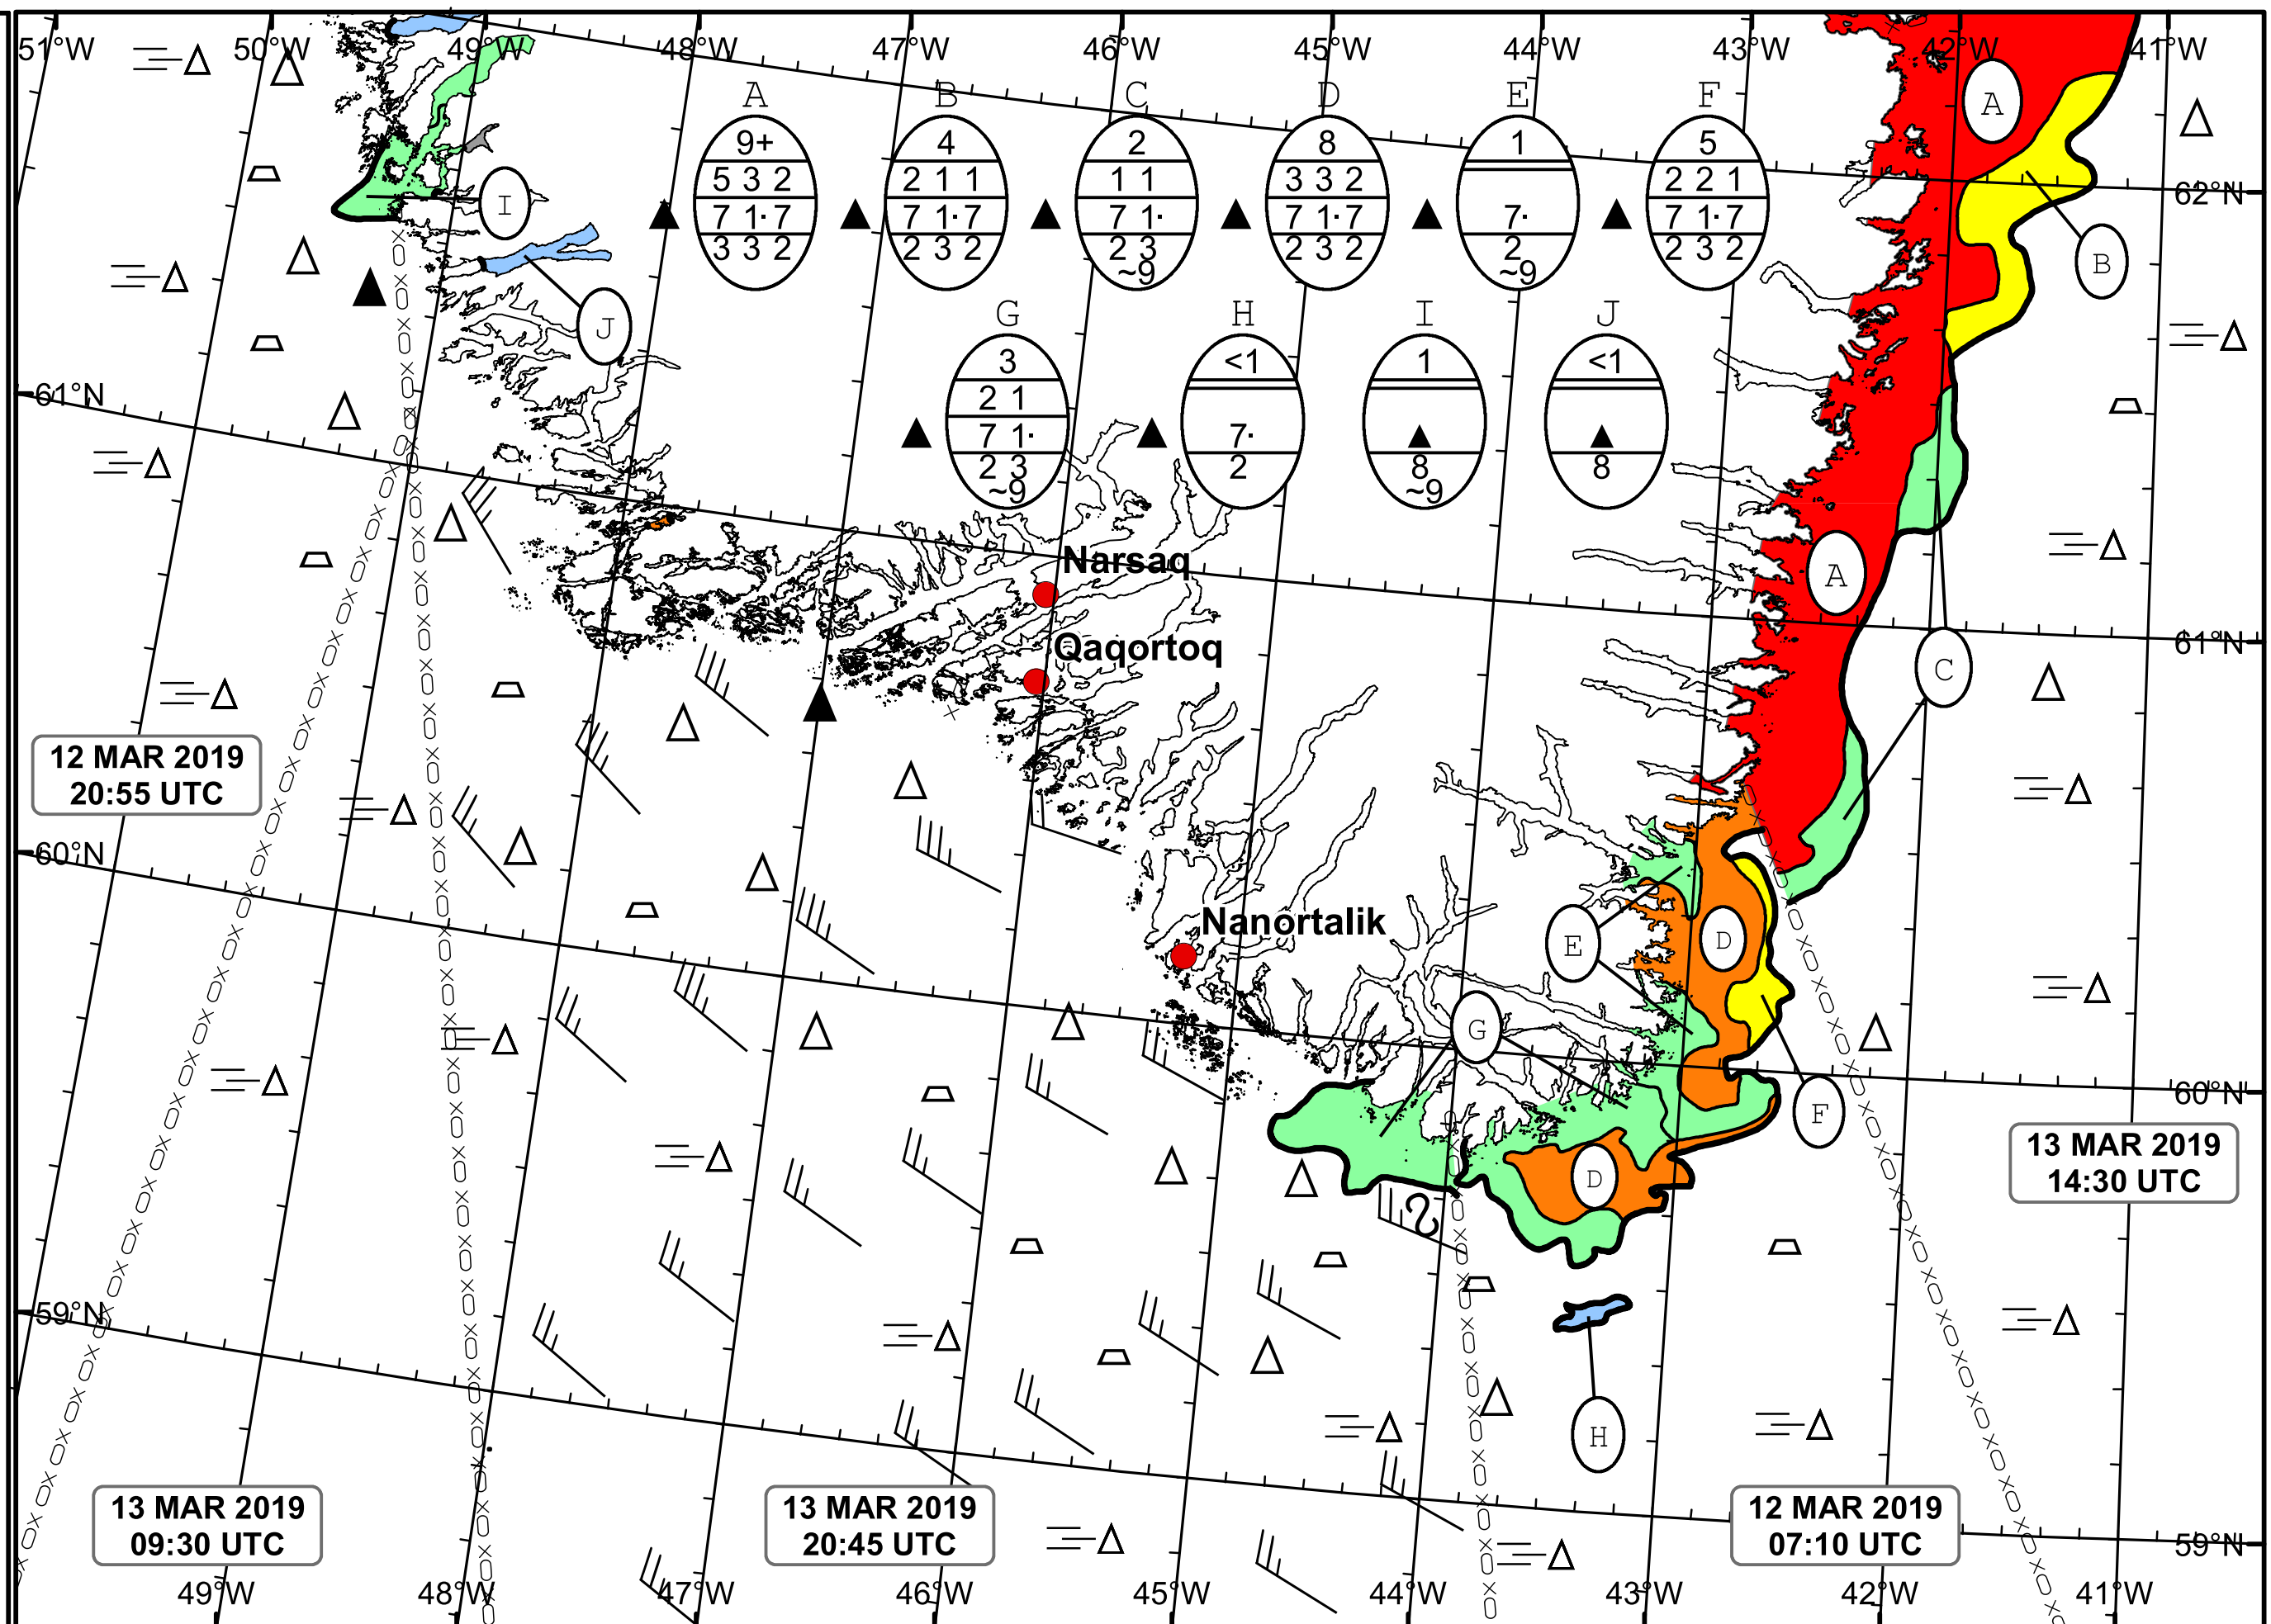 51°W 50°W 49°W 48°W 47°W 46°W 45°W 44°W 43°W 42°W 41°W
A B C D E F
9+ 4 2 8 1 5
5 3 2 2 1 1 1 1 3 3 2 2 2 1
7 1· 7 7 1· 7 7 1· 7 1· 7 7· 7 1· 7
3 3 2 2 3 2 2 3 2 3 2 2 2 3 2
~9 ~9
G H I J
3 <1 1 <1
2 1
7 1· 7·
2 3 2 8 8
~9 ~9
A
62°N
I
B
J
61°N
Narsaq
A
Qaqortoq
61°N
C
12 MAR 2019
20:55 UTC
60°N
Nanortalik
E
D
G
60°N
F
13 MAR 2019
14:30 UTC
D
59°N
H
13 MAR 2019
09:30 UTC
13 MAR 2019
20:45 UTC
12 MAR 2019
07:10 UTC
59°N
49°W 48°W 47°W 46°W 45°W 44°W 43°W 42°W 41°W